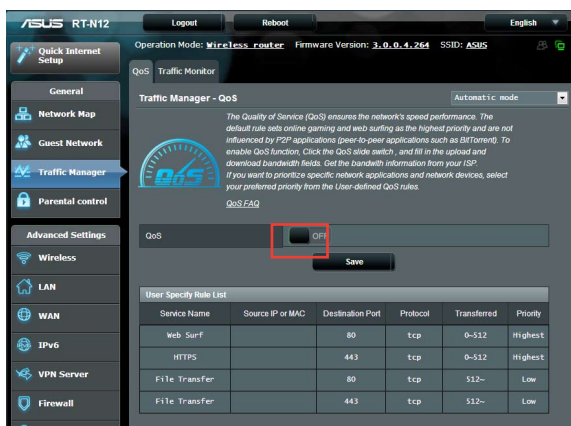 ASUS RT-N12
Logout
Reboot
English
Quick Internet
Setup
Operation Mode: Wireless router Firmware Version: 3.0.0.4.264 SSID: ASUS
QoS
Traffic Monitor
General
Network Map
Guest Network
Traffic Manager
Parental control
Advanced Settings
Wireless
LAN
WAN
IPv6
VPN Server
Firewall
Traffic Manager - QoS
Automatic mode
QoS
The Quality of Service (QoS) ensures the network's speed performance. The
default rule sets online gaming and web surfing as the highest priority and are not
influenced by P2P applications (peer-to-peer applications such as BitTorrent). To
enable QoS function, Click the QoS slide switch , and fill in the upload and
download bandwidth fields. Get the bandwith information from your ISP.
If you want to prioritize specific network applications and network devices, select
your preferred priority from the User-defined QoS rules.
QoS FAQ
QoS
OFF
Save
User Specify Rule List
Service Name Source IP or MAC Destination Port Protocol Transferred Priority
Web Surf 80 tcp 0~512 Highest
HTTPS 443 tcp 0~512 Highest
File Transfer 80 tcp 512~ Low
File Transfer 443 tcp 512~ Low